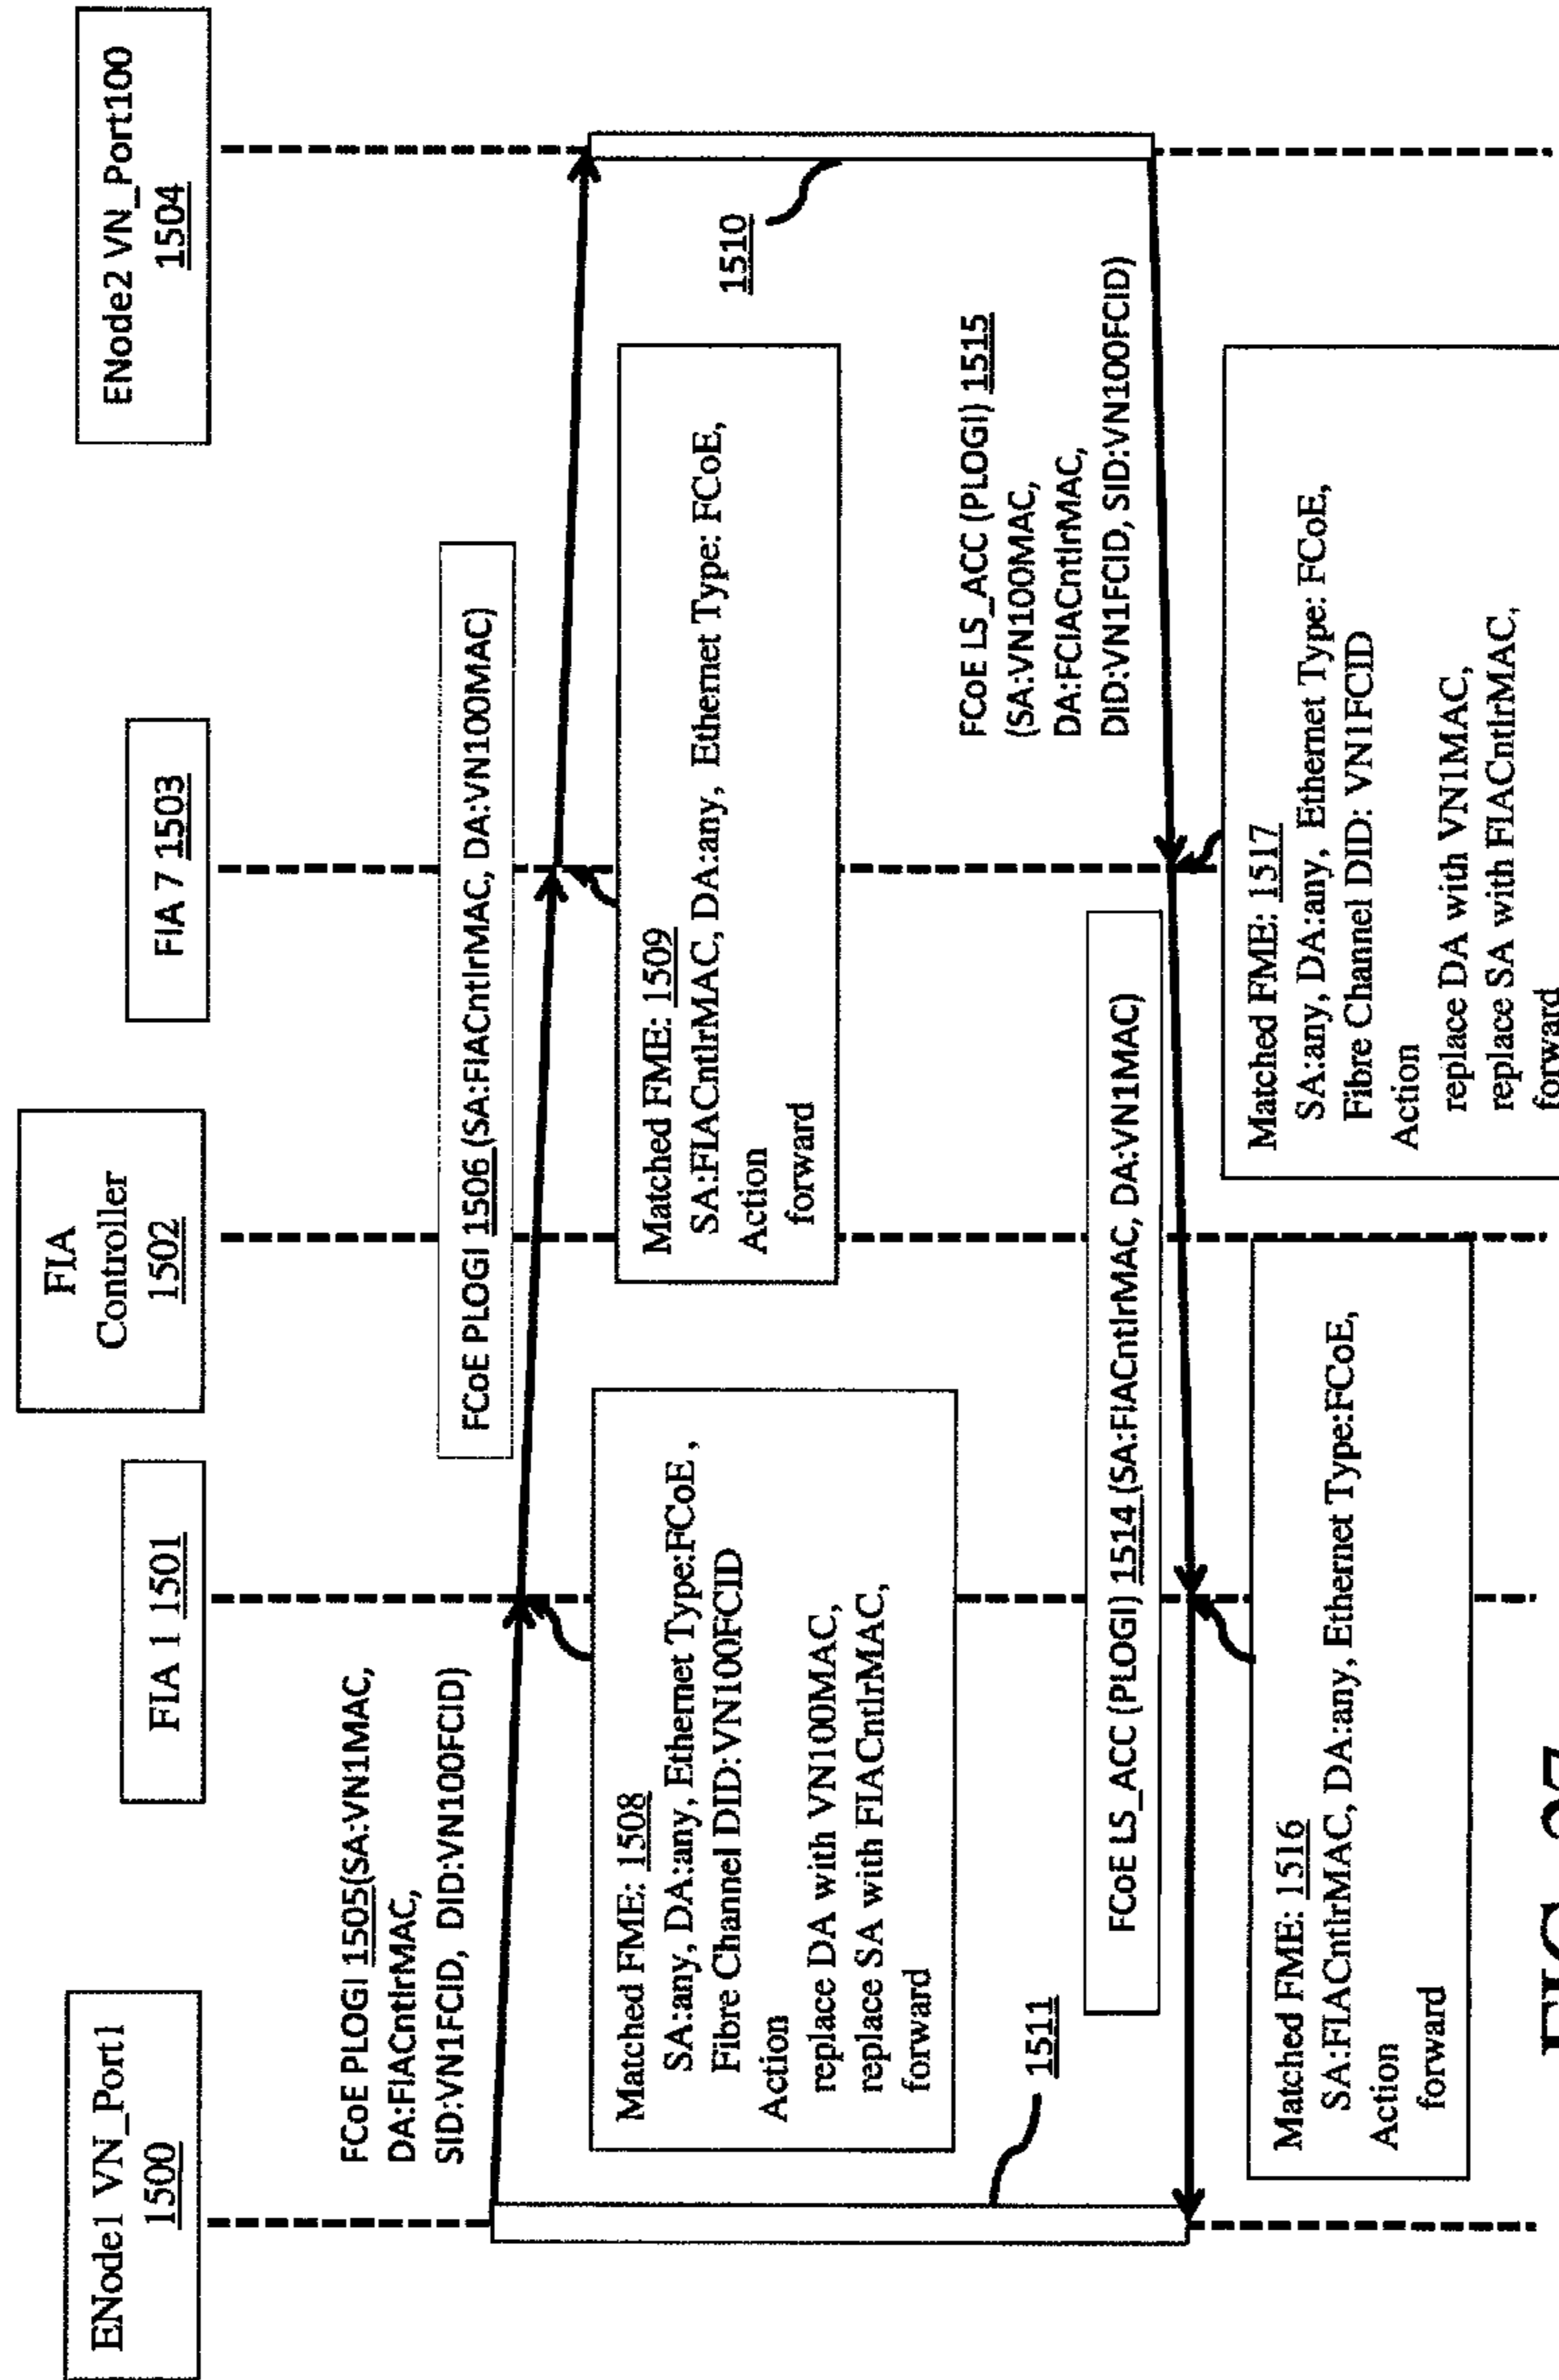 ENode1 VN_Port1
1500
FIA 1 1501
FIA
Controller
1502
FIA 7 1503
ENode2 VN_Port100
1504
FCoE PLOGI 1505(SA:VN1MAC,
DA:FIACntlrMAC,
SID:VN1FCID, DID:VN100FCID)
FCoE PLOGI 1506 (SA:FIACntlrMAC, DA:VN100MAC)
Matched FME: 1508
SA:any, DA:any, Ethernet Type:FCoE ,
Fibre Channel DID:VN100FCID
Action
replace DA with VN100MAC,
replace SA with FIACntlrMAC,
forward
Matched FME: 1509
SA:FIACntlrMAC, DA:any, Ethernet Type: FCoE,
Action
forward
1510
FCoE LS_ACC (PLOGI) 1515
(SA:VN100MAC,
DA:FCIACntlrMAC,
DID:VN1FCID, SID:VN100FCID)
1511
FCoE LS_ACC (PLOGI) 1514 (SA:FIACntlrMAC, DA:VN1MAC)
Matched FME: 1516
SA:FIACntlrMAC, DA:any, Ethernet Type:FCoE,
Action
forward
Matched FME: 1517
SA:any, DA:any, Ethernet Type: FCoE,
Fibre Channel DID: VN1FCID
Action
replace DA with VN1MAC,
replace SA with FIACntlrMAC,
forward